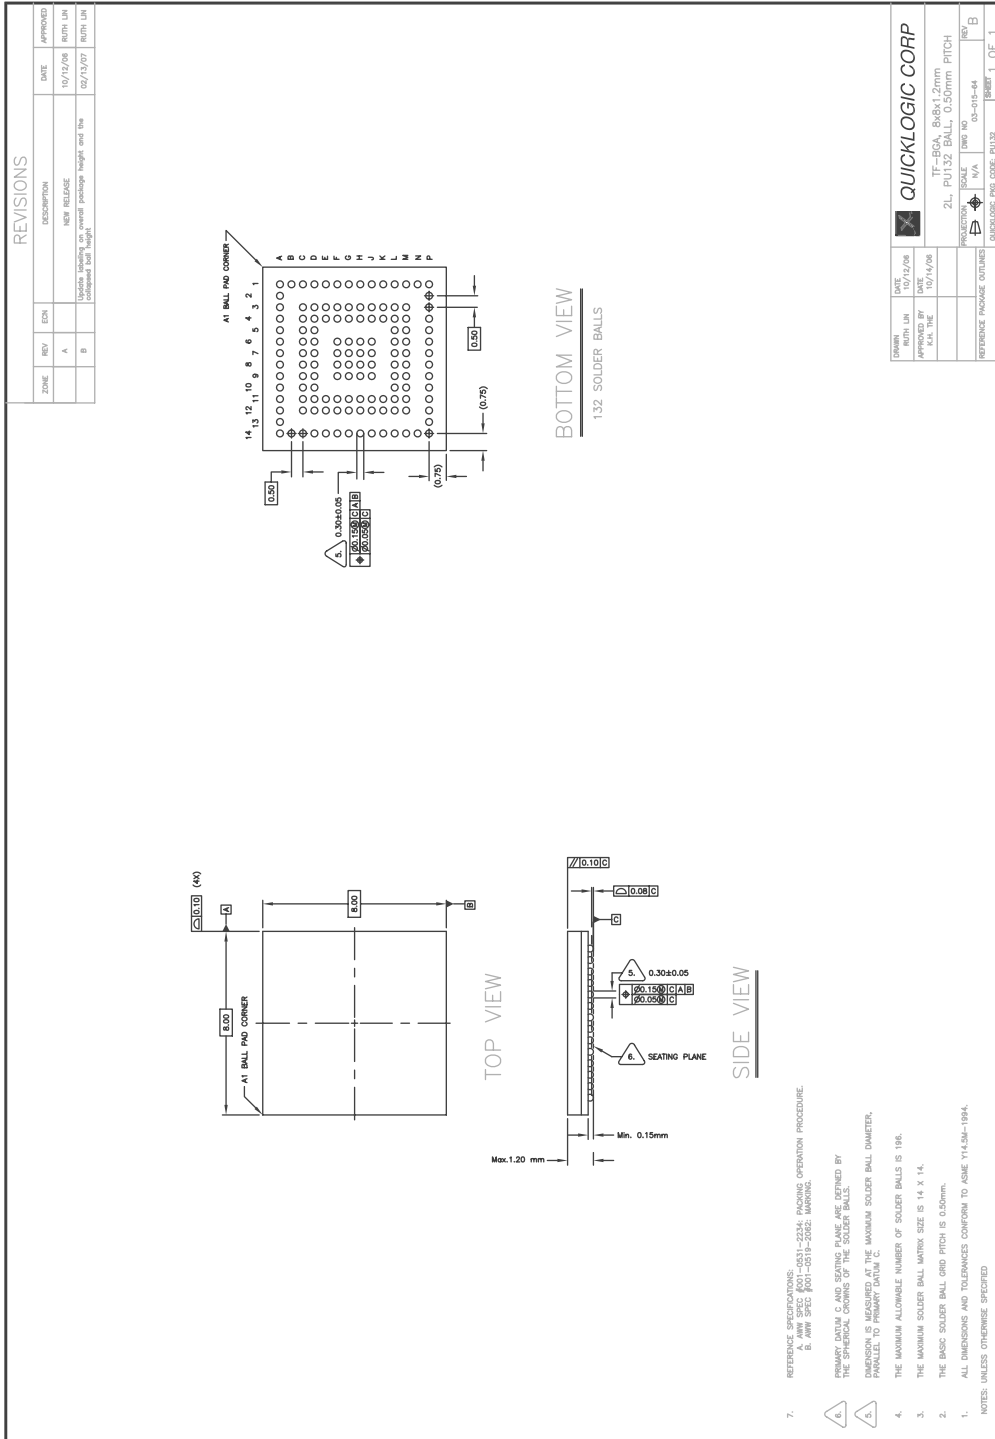 REVISIONS
ZONE REV ECN DESCRIPTION DATE APPROVED
A NEW RELEASE 10/12/06 RUTH LIN
B Update labeling on overall package height and the collapsed ball height 02/13/07 RUTH LIN
(4X)
0.10
A
8.00
8.00
B
A1 BALL PAD CORNER
TOP VIEW
A1 BALL PAD CORNER
14 13 12 11 10 9 8 7 6 5 4 3 2 1
A
B
C
D
E
F
G
H
J
K
L
M
N
P
0.50
0.50
(0.75)
(0.75)
5. 0.30±0.05
Ø0.15Ⓜ C A B
Ø0.05Ⓜ C
BOTTOM VIEW
132 SOLDER BALLS
// 0.10 C
0.08 C
C
5. 0.30±0.05
Ø0.15Ⓜ C A B
Ø0.05Ⓜ C
6. SEATING PLANE
Min. 0.15mm
Max.1.20 mm
SIDE VIEW
7. REFERENCE SPECIFICATIONS:
A. AWW SPEC #001-0531-2234: PACKING OPERATION PROCEDURE.
B. AWW SPEC #001-0519-2062: MARKING.
6. PRIMARY DATUM C AND SEATING PLANE ARE DEFINED BY
THE SPHERICAL CROWNS OF THE SOLDER BALLS.
5. DIMENSION IS MEASURED AT THE MAXIMUM SOLDER BALL DIAMETER,
PARALLEL TO PRIMARY DATUM C.
4. THE MAXIMUM ALLOWABLE NUMBER OF SOLDER BALLS IS 196.
3. THE MAXIMUM SOLDER BALL MATRIX SIZE IS 14 X 14.
2. THE BASIC SOLDER BALL GRID PITCH IS 0.50mm.
1. ALL DIMENSIONS AND TOLERANCES CONFORM TO ASME Y14.5M-1994.
NOTES: UNLESS OTHERWISE SPECIFIED
DRAWN RUTH LIN DATE 10/12/06
APPROVED BY K.H. THE DATE 10/14/06
REFERENCE PACKAGE OUTLINES
QUICKLOGIC CORP
TF-BGA, 8x8x1.2mm
2L, PU132 BALL, 0.50mm PITCH
PROJECTION SCALE N/A DWG NO 03-015-64 REV B
QUICKLOGIC PKG CODE: PU132 SHEET 1 OF 1